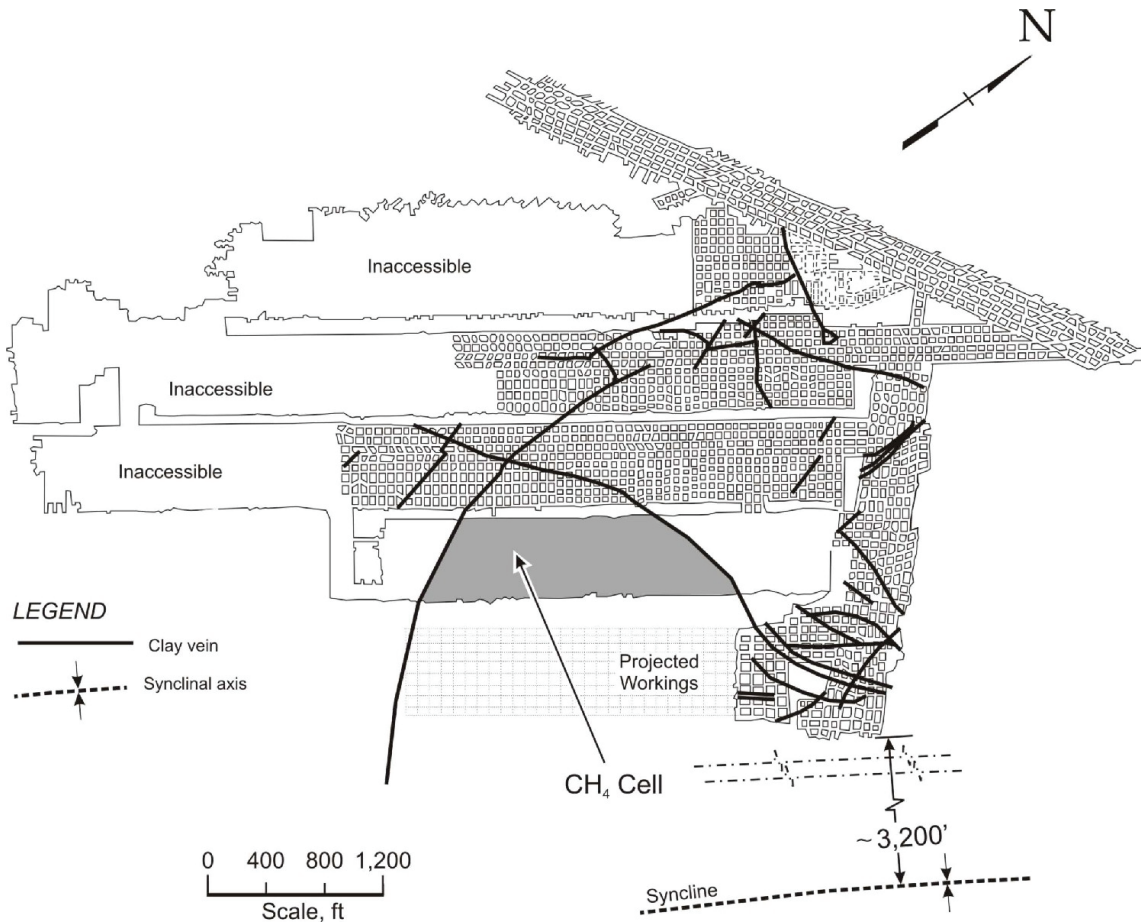 N
Inaccessible
Inaccessible
Inaccessible
LEGEND
Clay vein
Synclinal axis
Projected
Workings
CH₄ Cell
~3,200'
0 400 800 1,200
Scale, ft
Syncline